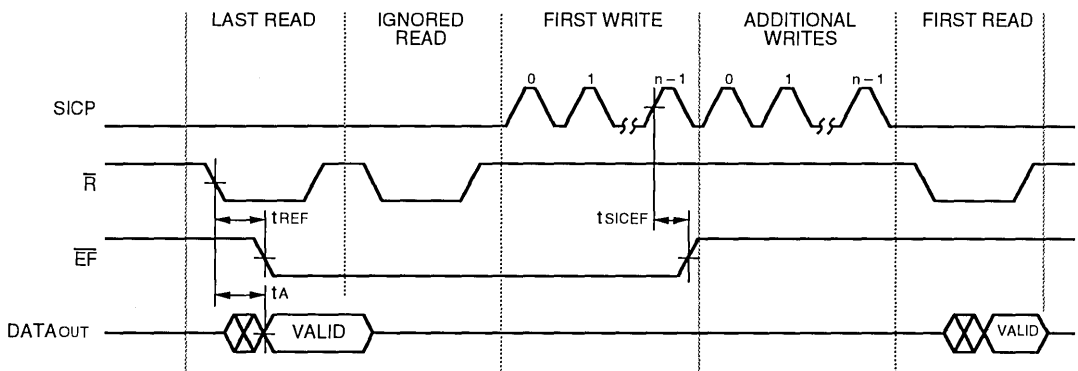 LAST READ
IGNORED
READ
FIRST WRITE
ADDITIONAL
WRITES
FIRST READ
SICP
0
1
n-1
0
1
n-1
R
tREF
tSICEF
EF
tA
DATAOUT
VALID
VALID